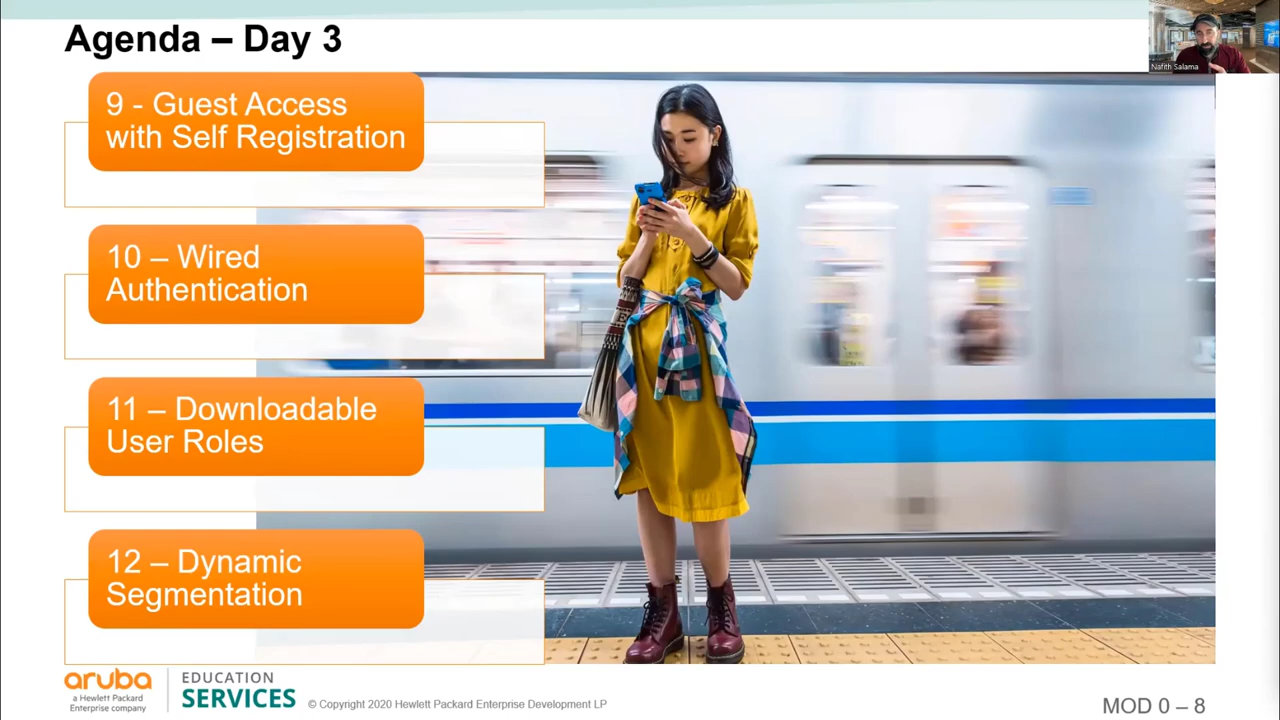 Agenda – Day 3
Nafith Salama
9 - Guest Access
with Self Registration
10 – Wired
Authentication
11 – Downloadable
User Roles
12 – Dynamic
Segmentation
aruba
a Hewlett Packard
Enterprise company
EDUCATION
SERVICES
© Copyright 2020 Hewlett Packard Enterprise Development LP
MOD 0 – 8